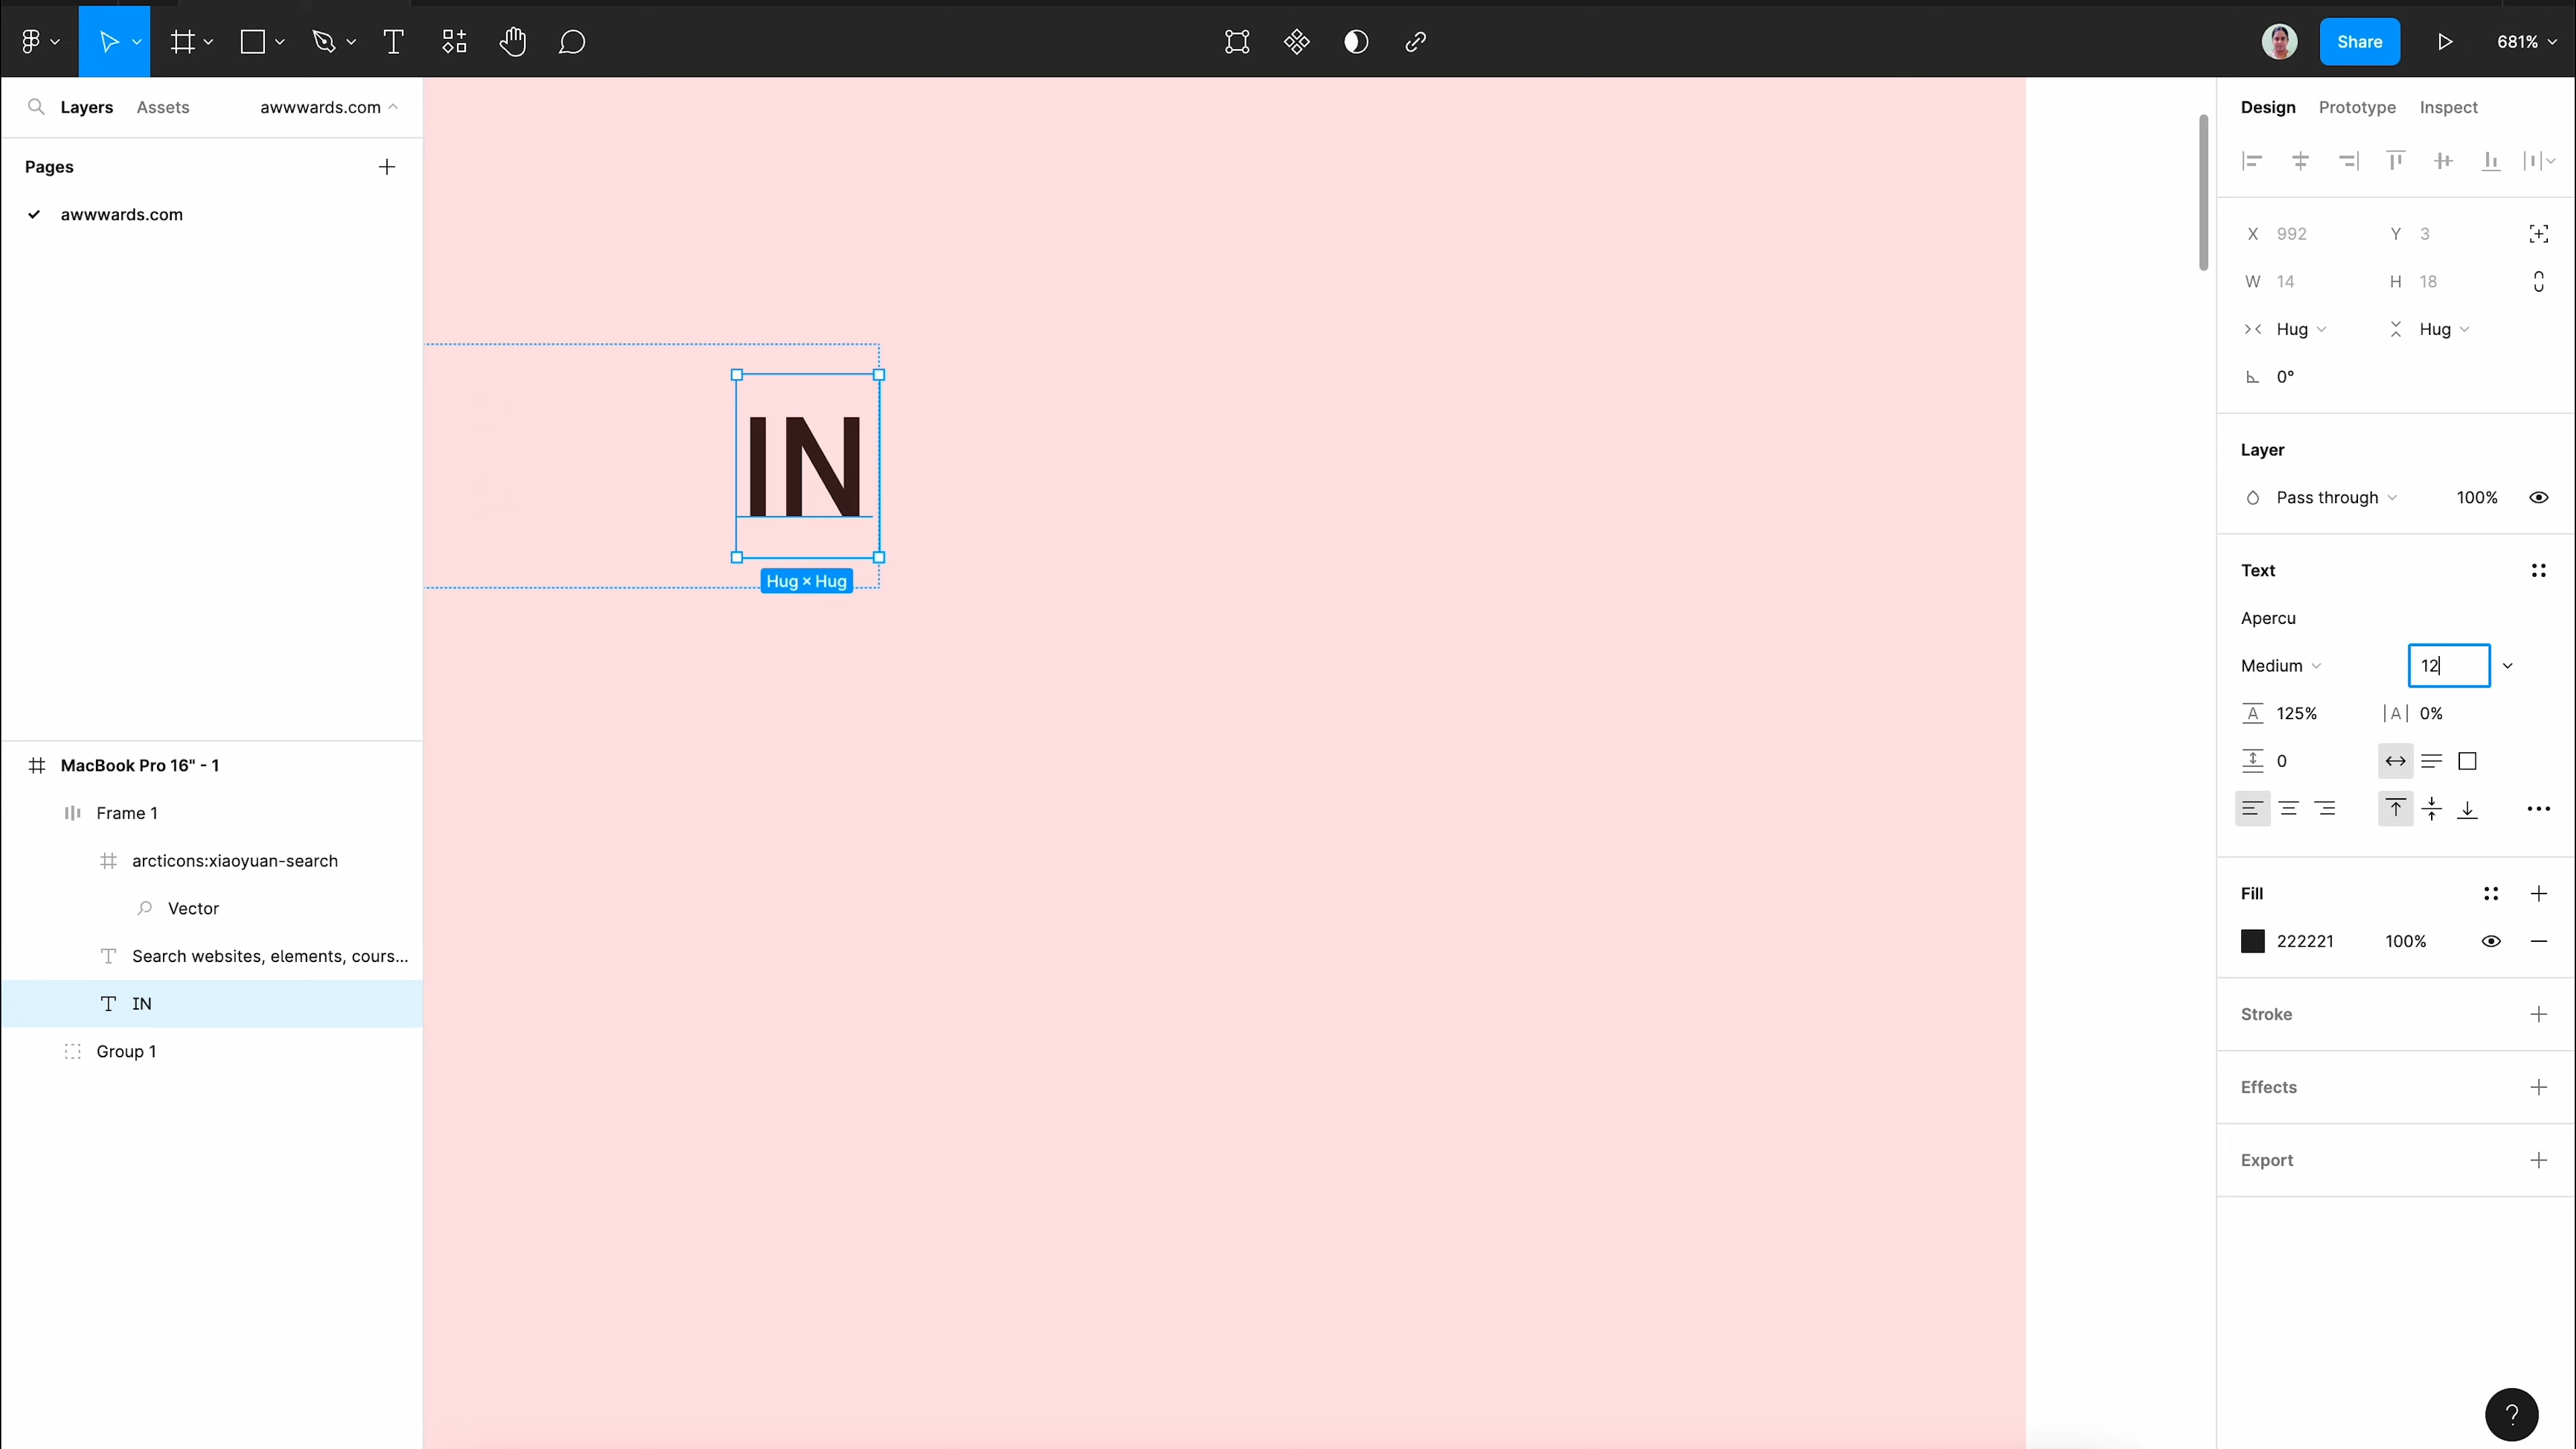 Share
681%
Layers
Assets
awwwards.com
Pages
awwwards.com
IN
Hug × Hug
MacBook Pro 16" - 1
Frame 1
arcticons:xiaoyuan-search
Vector
Search websites, elements, cours...
IN
Group 1
Design
Prototype
Inspect
X 992
Y 3
W 14
H 18
Hug
Hug
0°
Layer
Pass through
100%
Text
Apercu
Medium
12
A 125%
|A| 0%
0
Fill
222221
100%
Stroke
Effects
Export
?